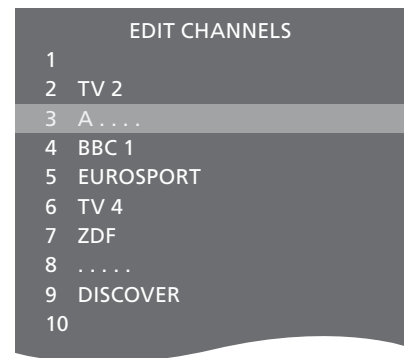 EDIT CHANNELS
1
2 TV 2
3 A . . . .
4 BBC 1
5 EUROSPORT
6 TV 4
7 ZDF
8 . . . . .
9 DISCOVER
10